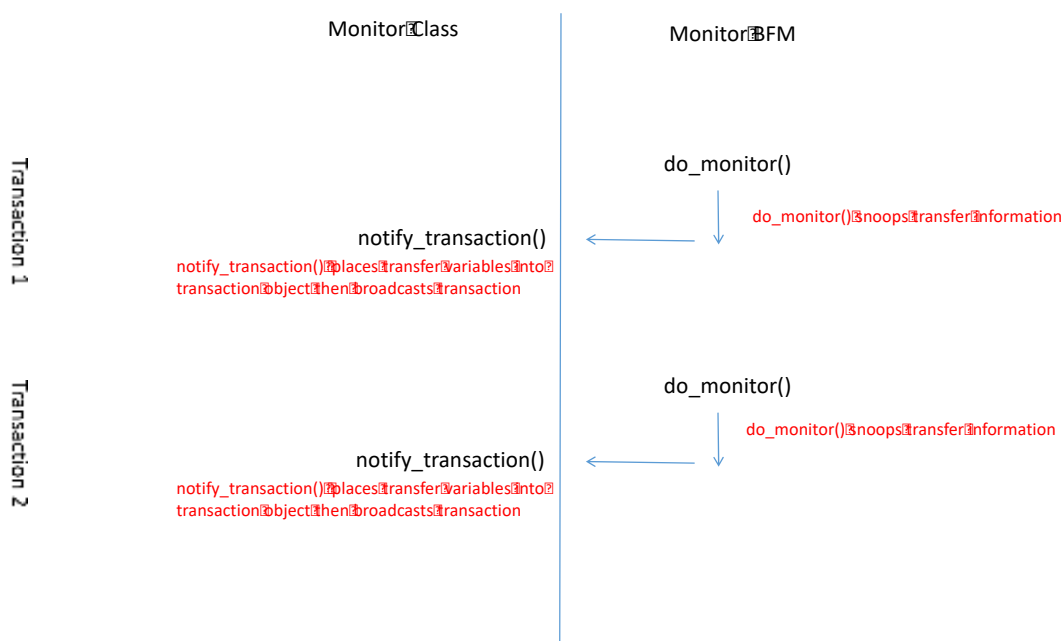 Monitor Class
Monitor BFM
Transaction 1
do_monitor()
do_monitor() snoops transfer information
notify_transaction()
notify_transaction() places transfer variables into
transaction object then broadcasts transaction
Transaction 2
do_monitor()
do_monitor() snoops transfer information
notify_transaction()
notify_transaction() places transfer variables into
transaction object then broadcasts transaction